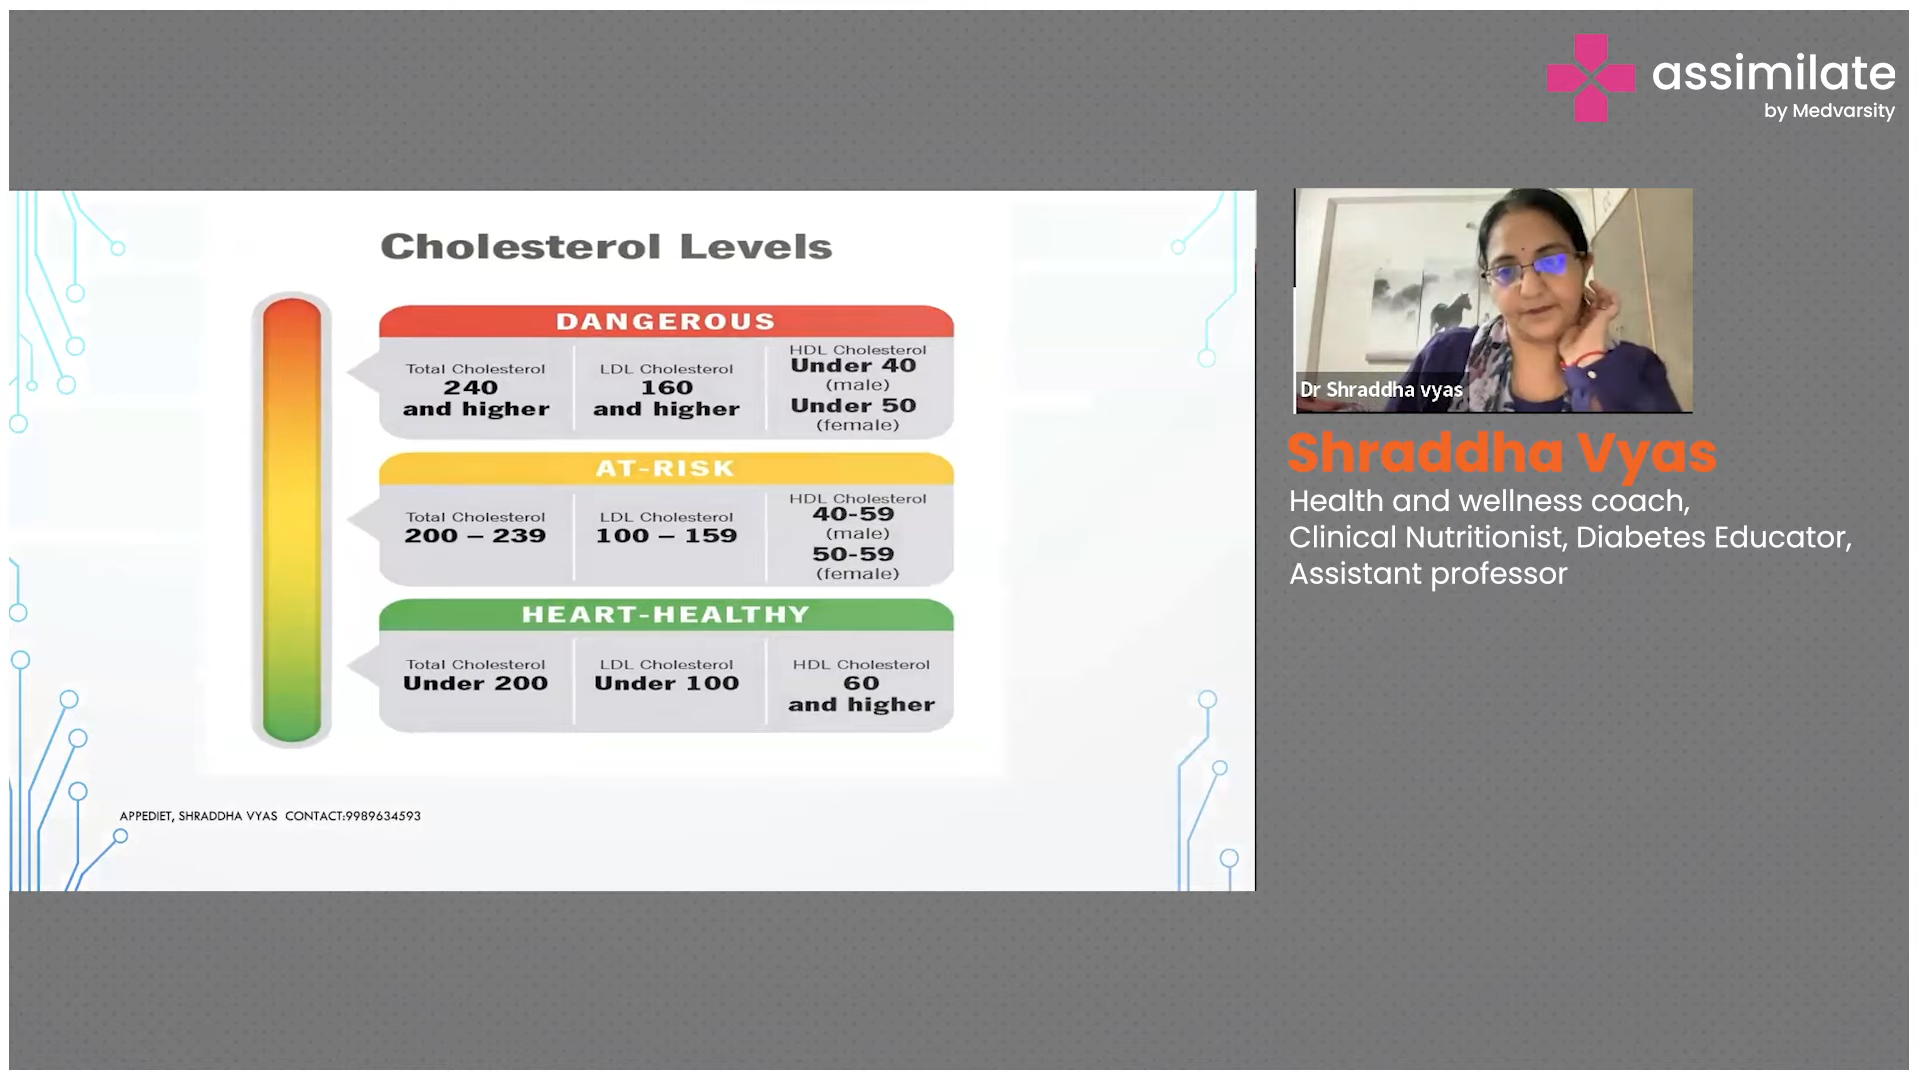 assimilate
by Medvarsity
Cholesterol Levels
DANGEROUS
Total Cholesterol
240
and higher
LDL Cholesterol
160
and higher
HDL Cholesterol
Under 40
(male)
Under 50
(female)
AT-RISK
Total Cholesterol
200 – 239
LDL Cholesterol
100 – 159
HDL Cholesterol
40-59
(male)
50-59
(female)
HEART-HEALTHY
Total Cholesterol
Under 200
LDL Cholesterol
Under 100
HDL Cholesterol
60
and higher
APPEDIET, SHRADDHA VYAS CONTACT:9989634593
Dr Shraddha vyas
Shraddha Vyas
Health and wellness coach,
Clinical Nutritionist, Diabetes Educator,
Assistant professor